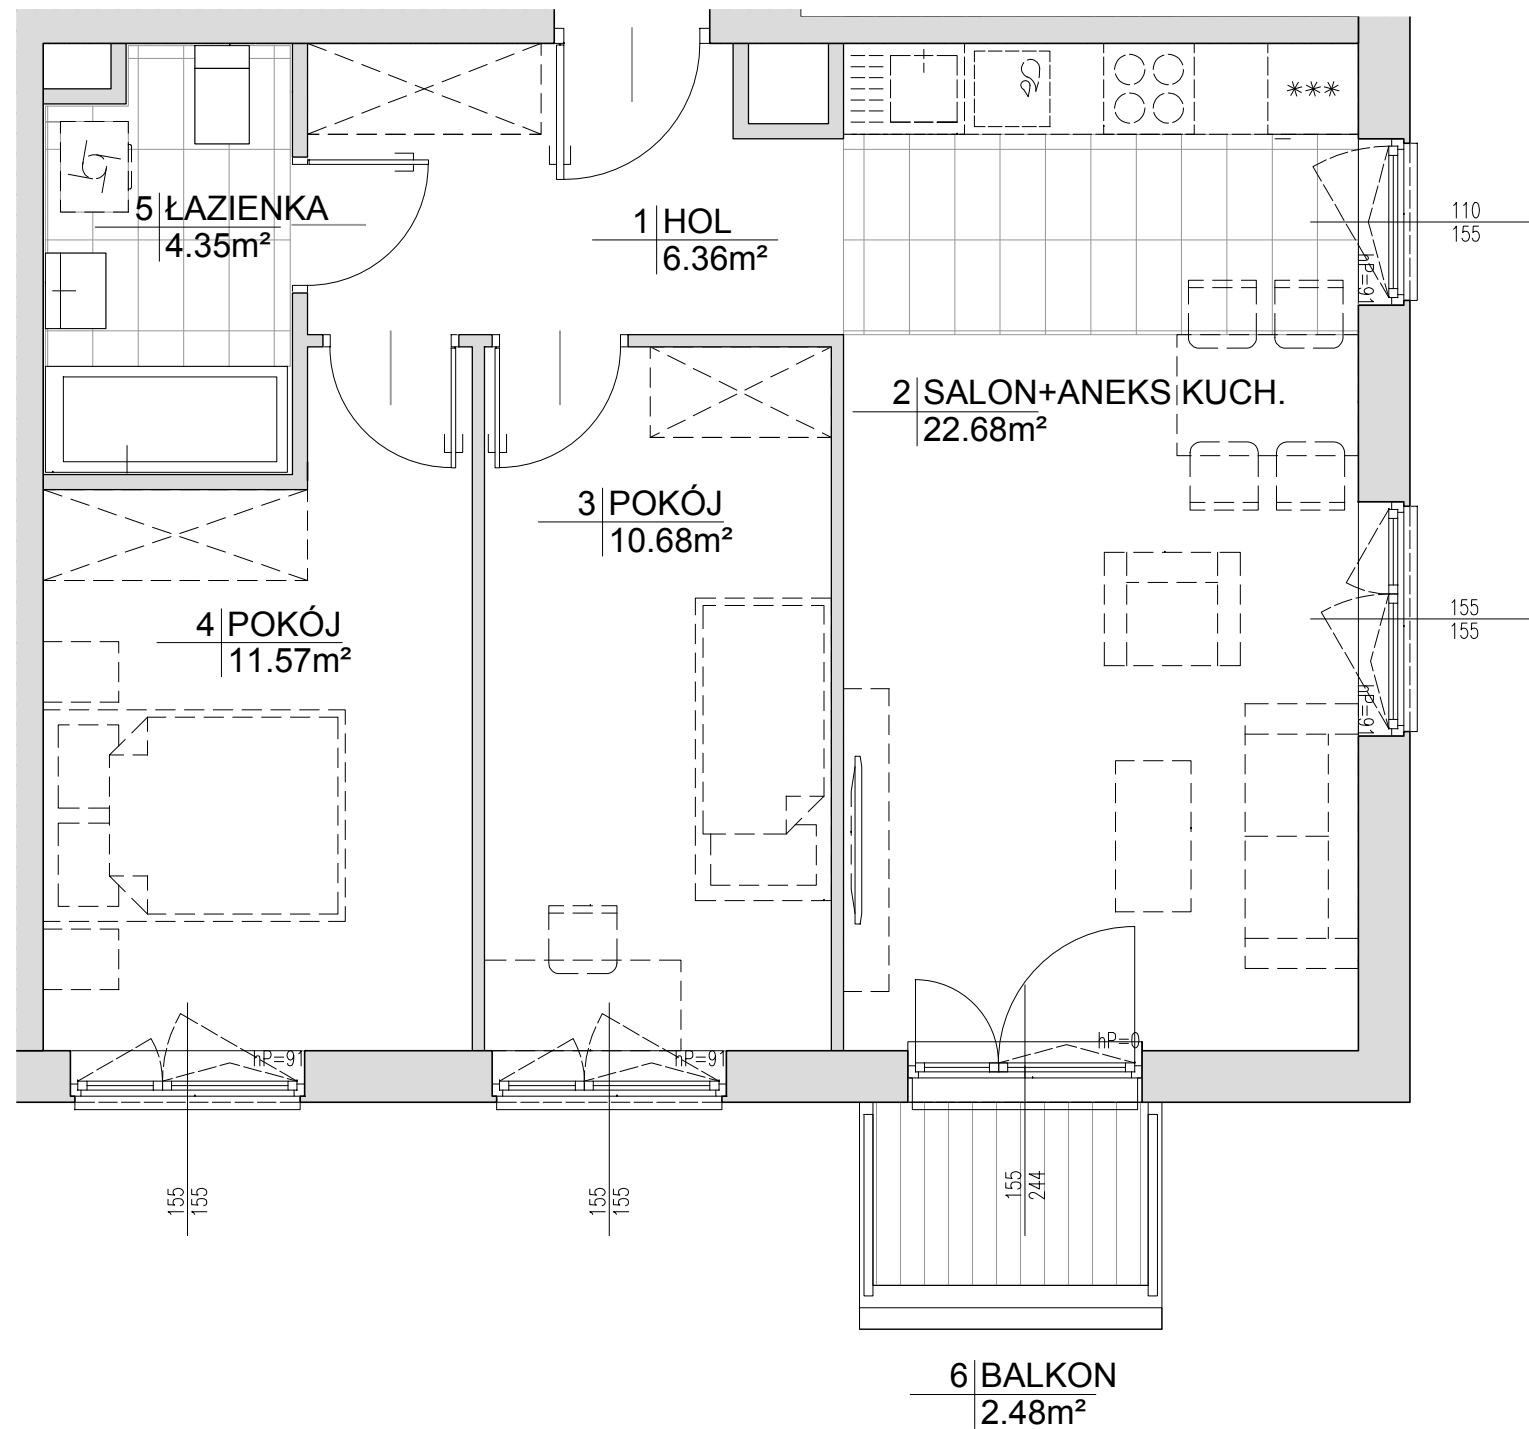 ***
5 ŁAZIENKA
4.35m²
1 HOL
6.36m²
110
155
hP=91
2 SALON+ANEKS KUCH.
22.68m²
3 POKÓJ
10.68m²
4 POKÓJ
11.57m²
155
155
hP=91
hP=91
hP=91
hP=0
155
155
155
155
155
244
6 BALKON
2.48m²